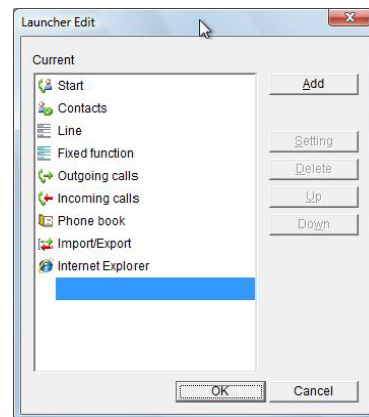 Launcher Edit
Current
Start
Contacts
Line
Fixed function
Outgoing calls
Incoming calls
Phone book
Import/Export
Internet Explorer
Add
Setting
Delete
Up
Down
OK
Cancel